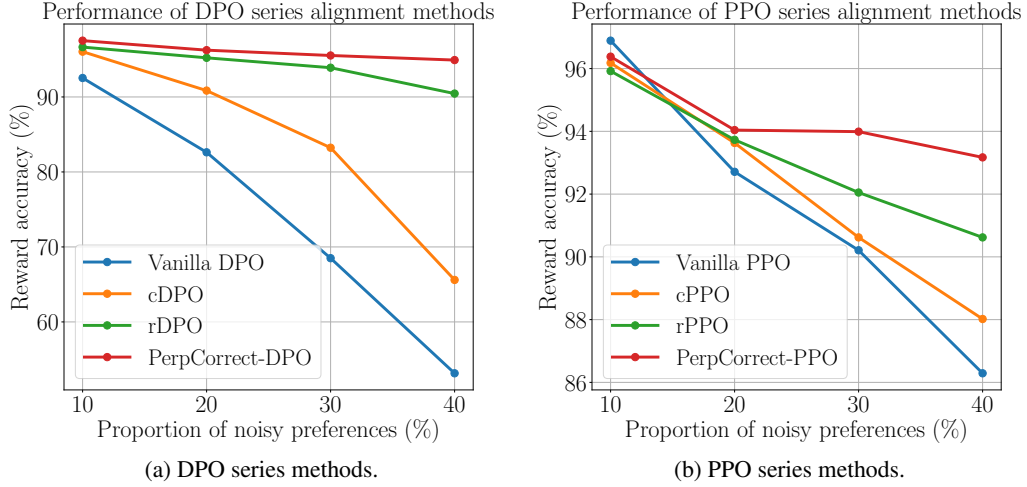 Performance of DPO series alignment methods
Reward accuracy (%)
90
80
70
60
Vanilla DPO
cDPO
rDPO
PerpCorrect-DPO
10
20
30
40
Proportion of noisy preferences (%)
(a) DPO series methods.
Performance of PPO series alignment methods
Reward accuracy (%)
96
94
92
90
88
86
Vanilla PPO
cPPO
rPPO
PerpCorrect-PPO
10
20
30
40
Proportion of noisy preferences (%)
(b) PPO series methods.